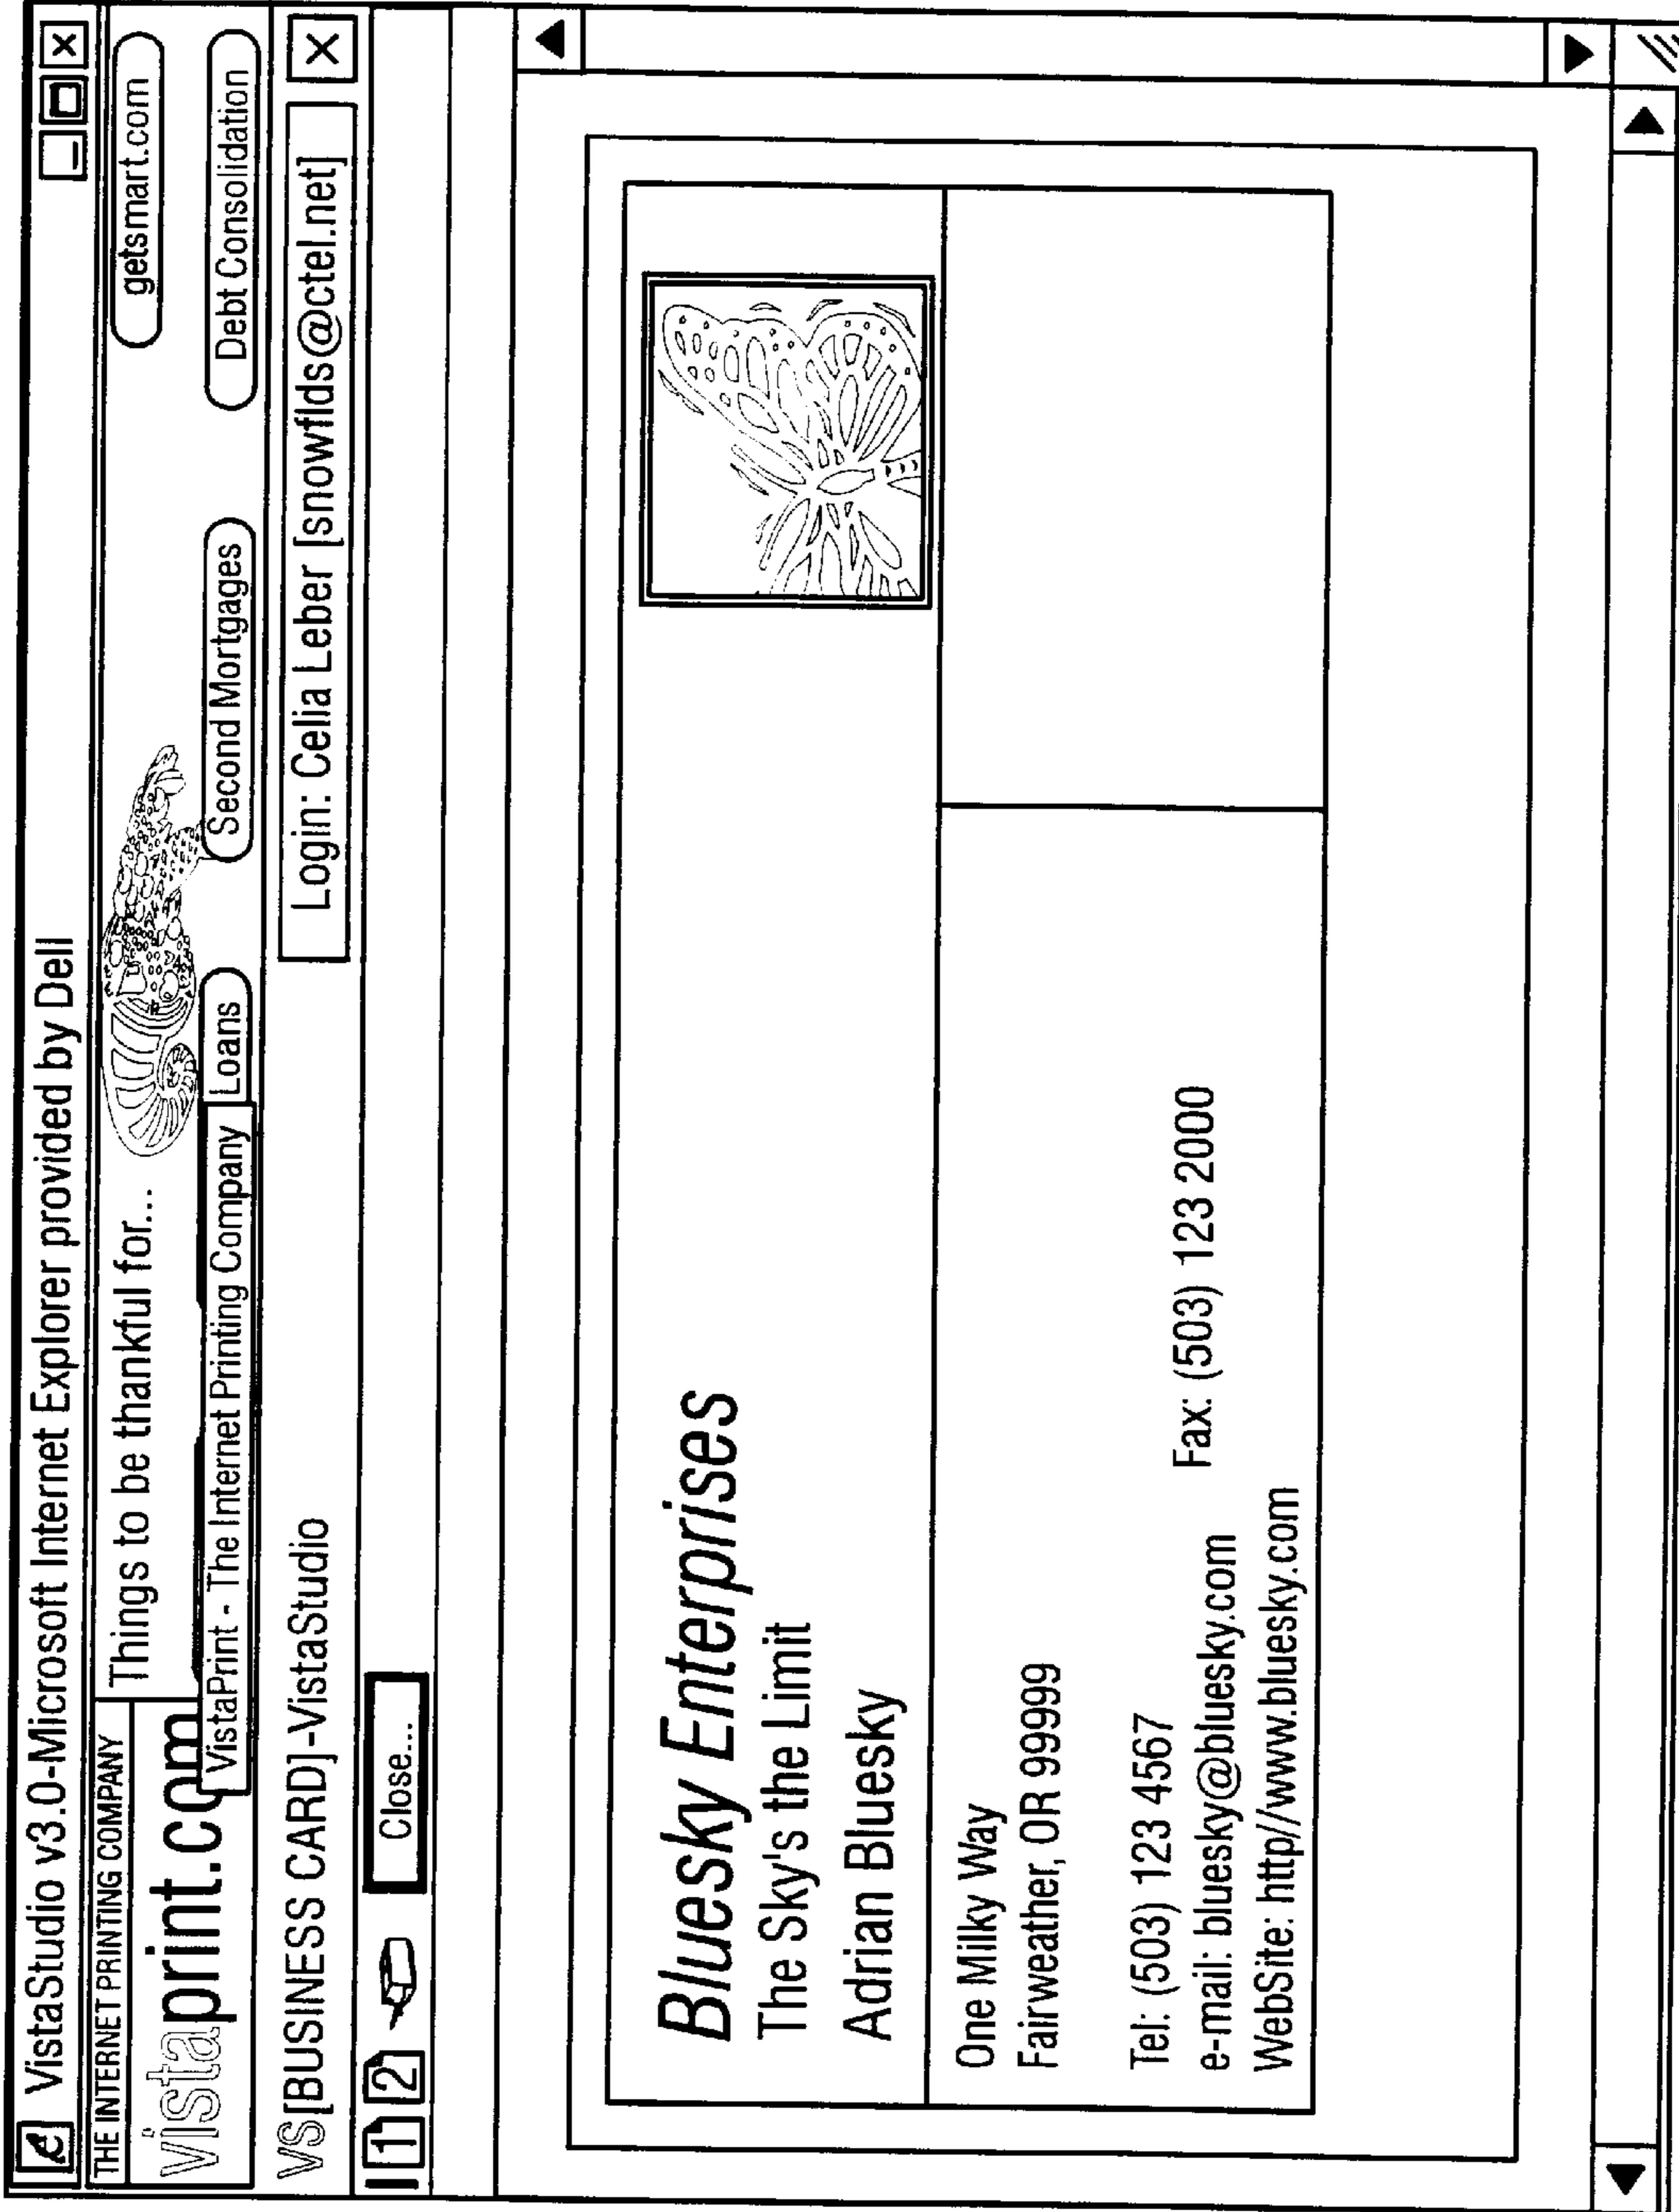 VistaStudio v3.0-Microsoft Internet Explorer provided by Dell
THE INTERNET PRINTING COMPANY
vistaprint.com
Things to be thankful for...
getsmart.com
VistaPrint - The Internet Printing Company
Loans
Second Mortgages
Debt Consolidation
VS[BUSINESS CARD]-VistaStudio
Login: Celia Leber [snowflds@ctel.net]
1 2 Close...
Bluesky Enterprises
The Sky's the Limit
Adrian Bluesky
One Milky Way
Fairweather, OR 99999
Tel: (503) 123 4567
Fax: (503) 123 2000
e-mail: bluesky@bluesky.com
WebSite: http//www.bluesky.com